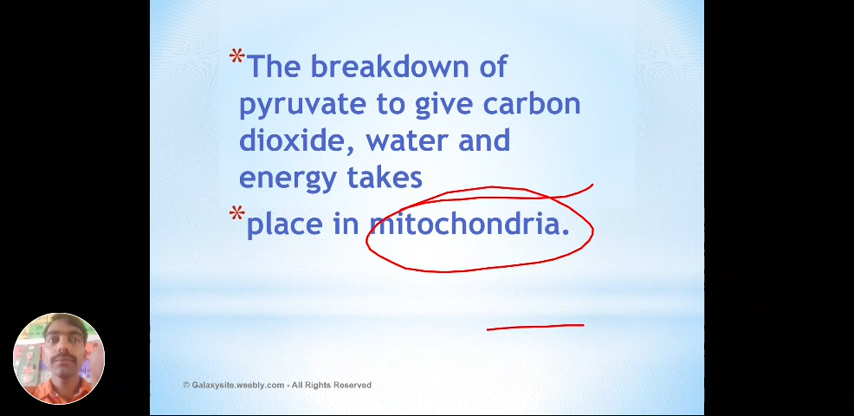 *The breakdown of
pyruvate to give carbon
dioxide, water and
energy takes
*place in mitochondria.
© Galaxysite.weebly.com - All Rights Reserved